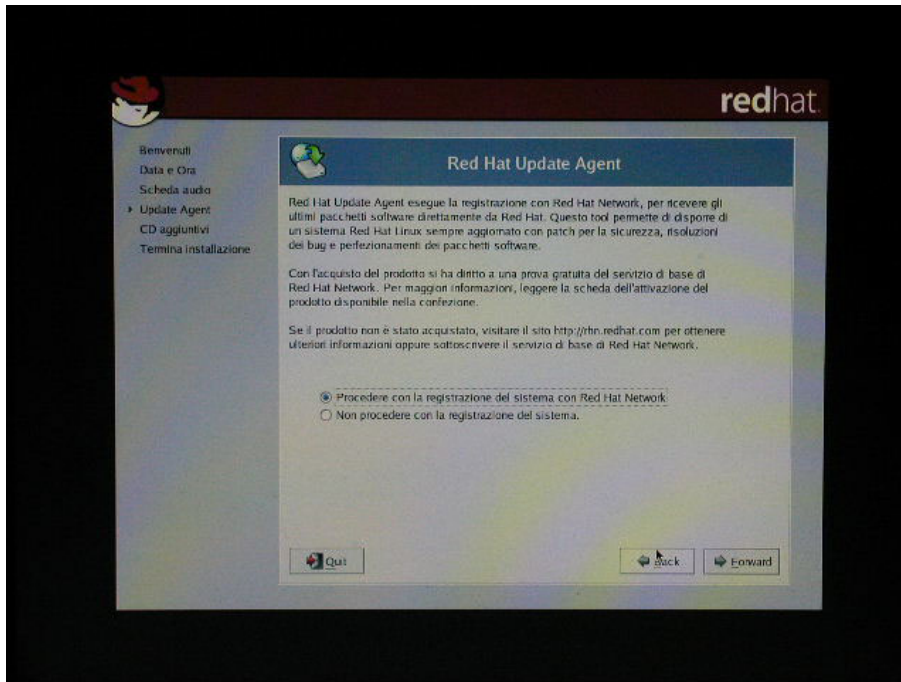 redhat
Benvenuti
Data e Ora
Scheda audio
Update Agent
CD aggiuntivi
Termina installazione
Red Hat Update Agent
Red Hat Update Agent esegue la registrazione con Red Hat Network, per ricevere gli
ultimi pacchetti software direttamente da Red Hat. Questo tool permette di disporre di
un sistema Red Hat Linux sempre aggiornato con patch per la sicurezza, risoluzioni
dei bug e perfezionamenti dei pacchetti software.
Con l'acquisto del prodotto si ha diritto a una prova gratuita del servizio di base di
Red Hat Network. Per maggiori informazioni, leggere la scheda dell'attivazione del
prodotto disponibile nella confezione.
Se il prodotto non è stato acquistato, visitare il sito http://rhn.redhat.com per ottenere
ulteriori informazioni oppure sottoscrivere il servizio di base di Red Hat Network.
Procedere con la registrazione del sistema con Red Hat Network
Non procedere con la registrazione del sistema.
Quit
Back
Forward